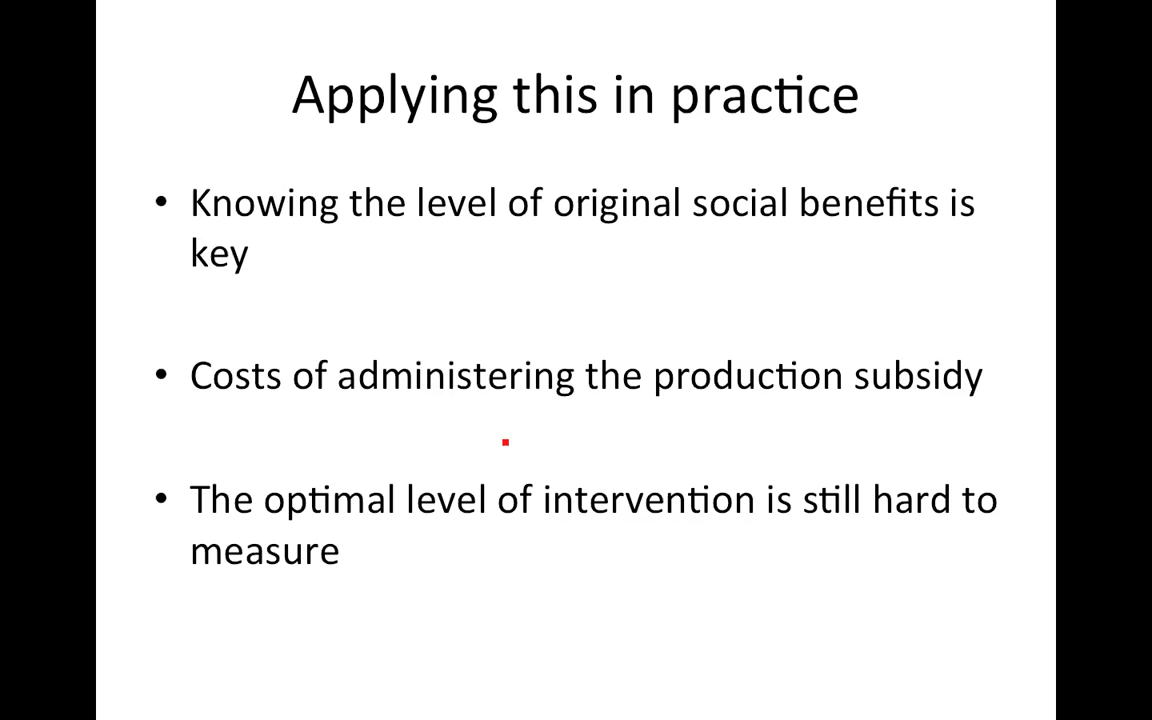 Applying this in practice
• Knowing the level of original social benefits is
key
• Costs of administering the production subsidy
• The optimal level of intervention is still hard to
measure